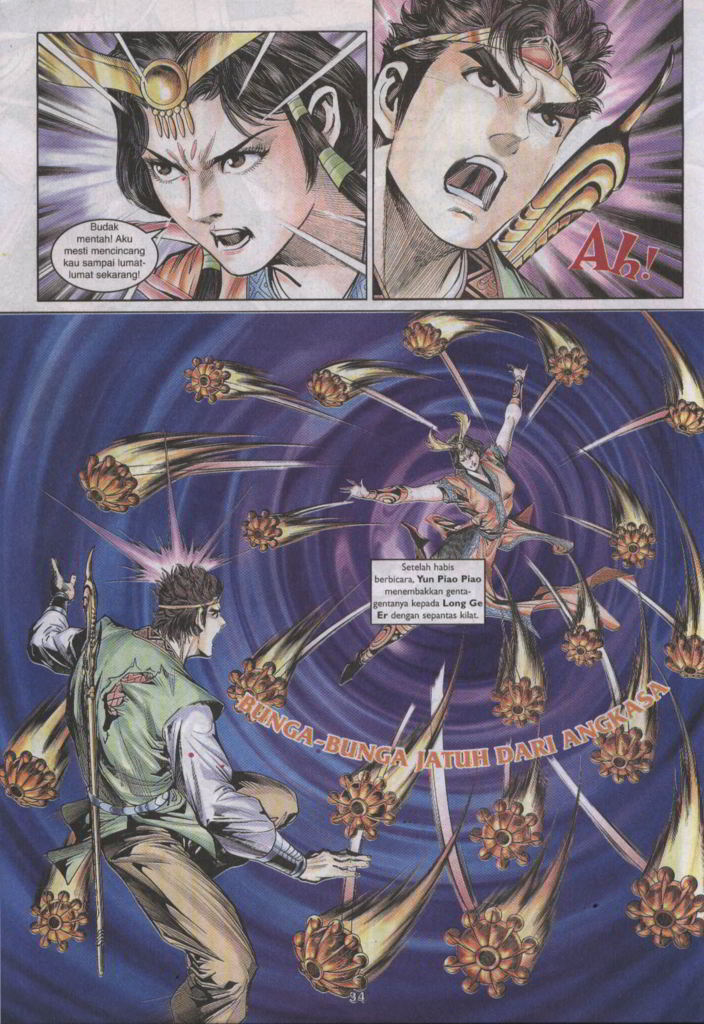 Budak
mentah! Aku
mesti mencincang
kau sampai lumat-
lumat sekarang!
Ah!
Setelah habis
berbicara, Yun Piao Piao
menembakkan genta-
gentanya kepada Long Ge
Er dengan sepantas kilat.
BUNGA-BUNGA JATUH DARI ANGKASA
34